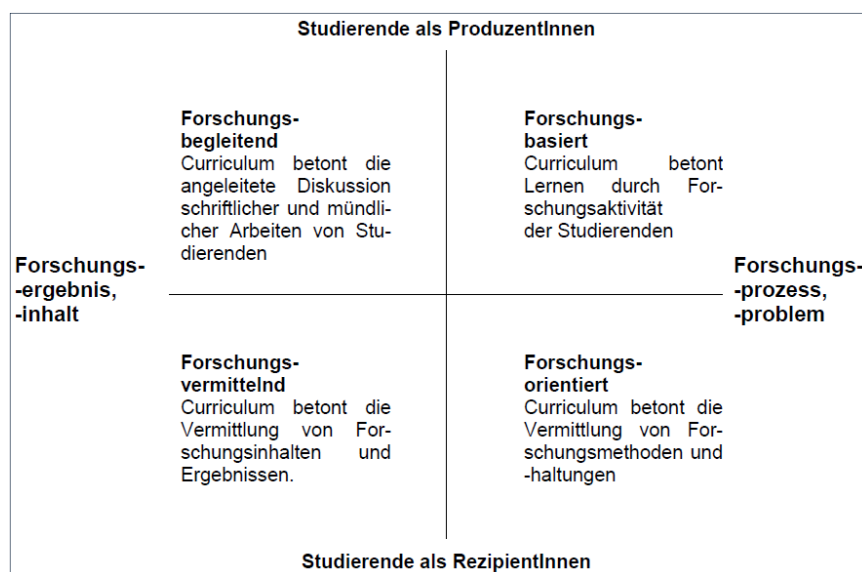 Studierende als ProduzentInnen
Forschungs-
begleitend
Curriculum betont die
angeleitete Diskussion
schriftlicher und mündli-
cher Arbeiten von Stu-
dierenden
Forschungs-
basiert
Curriculum betont
Lernen durch For-
schungsaktivität
der Studierenden
Forschungs-
-ergebnis,
-inhalt
Forschungs-
-prozess,
-problem
Forschungs-
vermittelnd
Curriculum betont die
Vermittlung von For-
schungsinhalten und
Ergebnissen.
Forschungs-
orientiert
Curriculum betont die
Vermittlung von For-
schungsmethoden und
-haltungen
Studierende als RezipientInnen